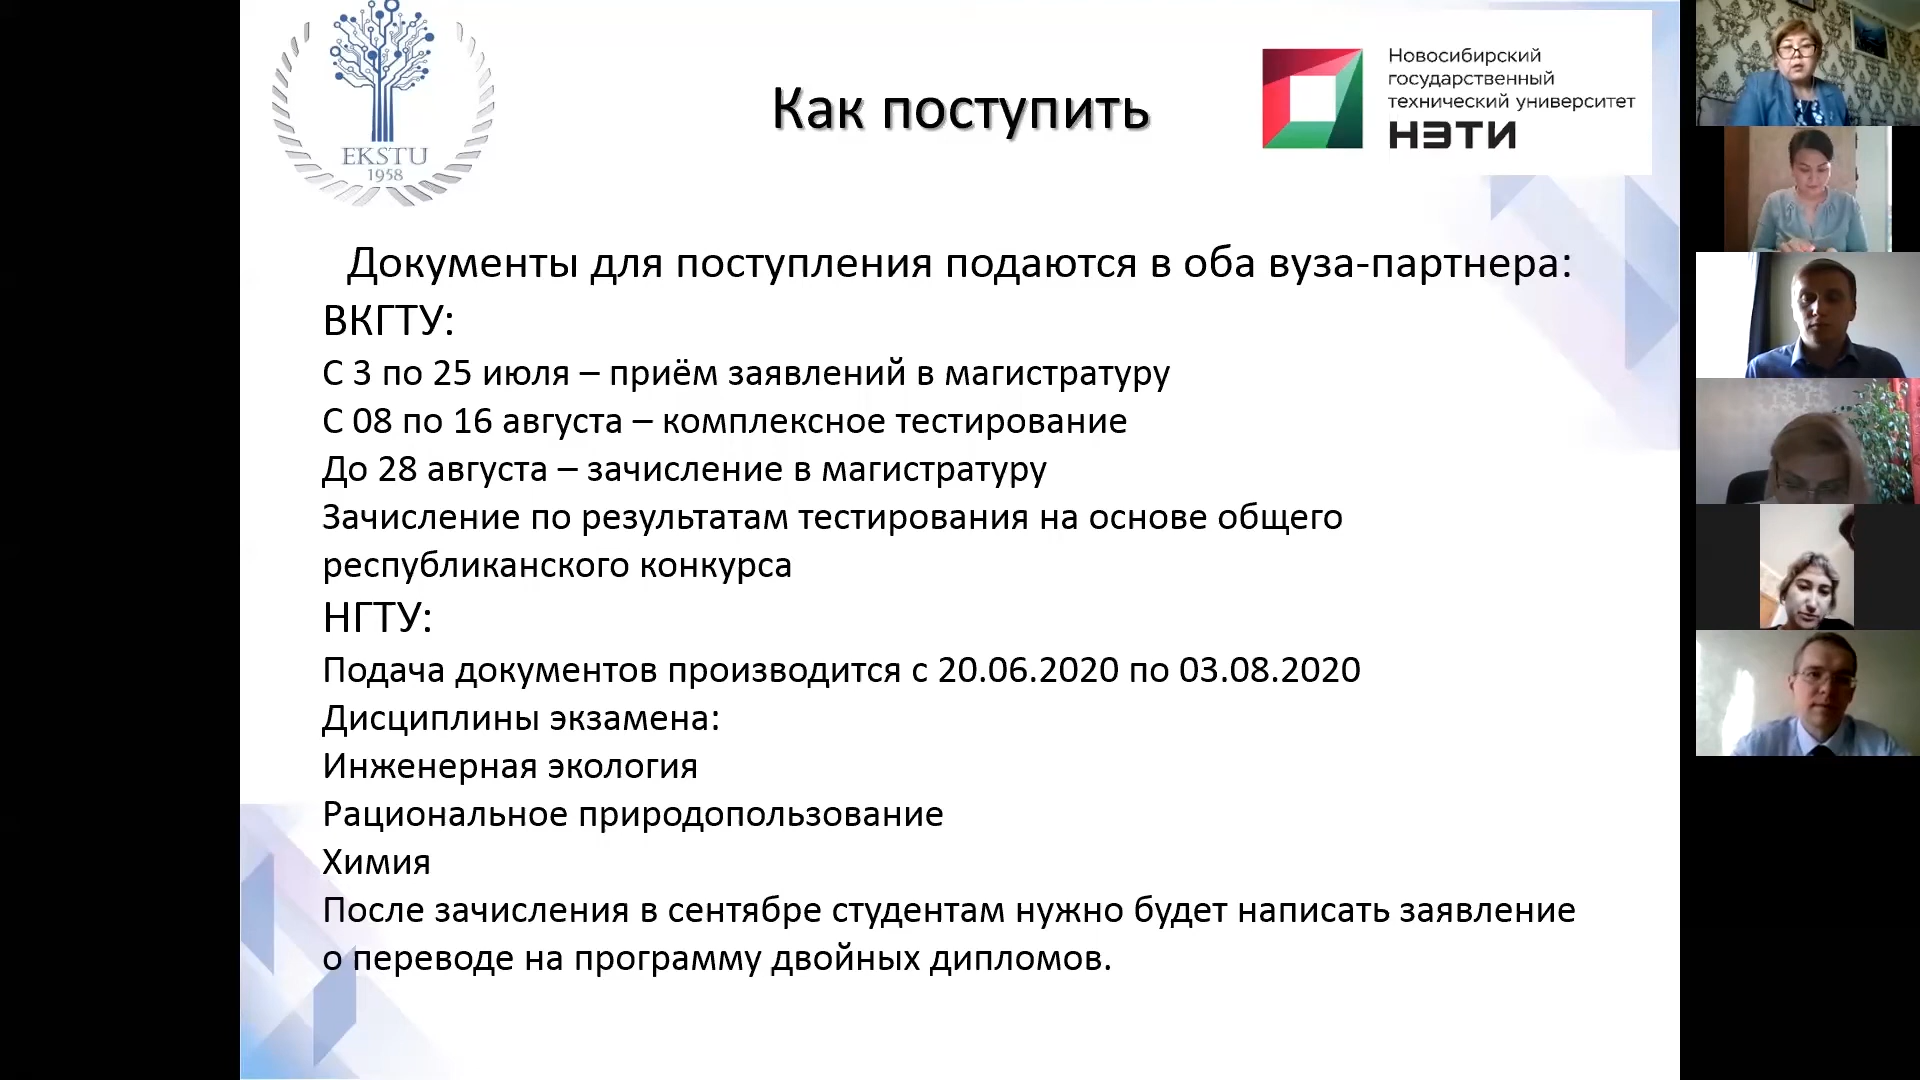 EKSTU
1958
Как поступить
Новосибирский
государственный
технический университет
НЭТИ
Документы для поступления подаются в оба вуза-партнера:
ВКГТУ:
С 3 по 25 июля – приём заявлений в магистратуру
С 08 по 16 августа – комплексное тестирование
До 28 августа – зачисление в магистратуру
Зачисление по результатам тестирования на основе общего
республиканского конкурса
НГТУ:
Подача документов производится с 20.06.2020 по 03.08.2020
Дисциплины экзамена:
Инженерная экология
Рациональное природопользование
Химия
После зачисления в сентябре студентам нужно будет написать заявление
о переводе на программу двойных дипломов.